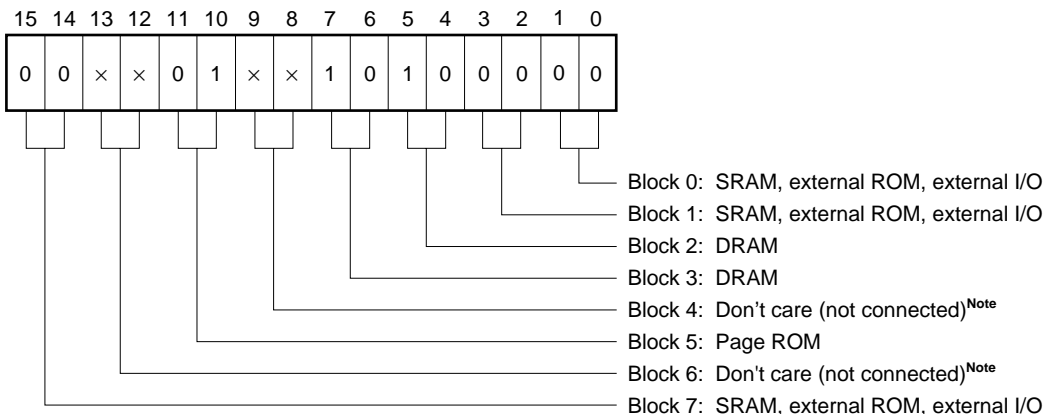 15 14 13 12 11 10 9 8 7 6 5 4 3 2 1 0
0 0 × × 0 1 × × 1 0 1 0 0 0 0 0
Block 0: SRAM, external ROM, external I/O
Block 1: SRAM, external ROM, external I/O
Block 2: DRAM
Block 3: DRAM
Block 4: Don’t care (not connected)Note
Block 5: Page ROM
Block 6: Don't care (not connected)Note
Block 7: SRAM, external ROM, external I/O